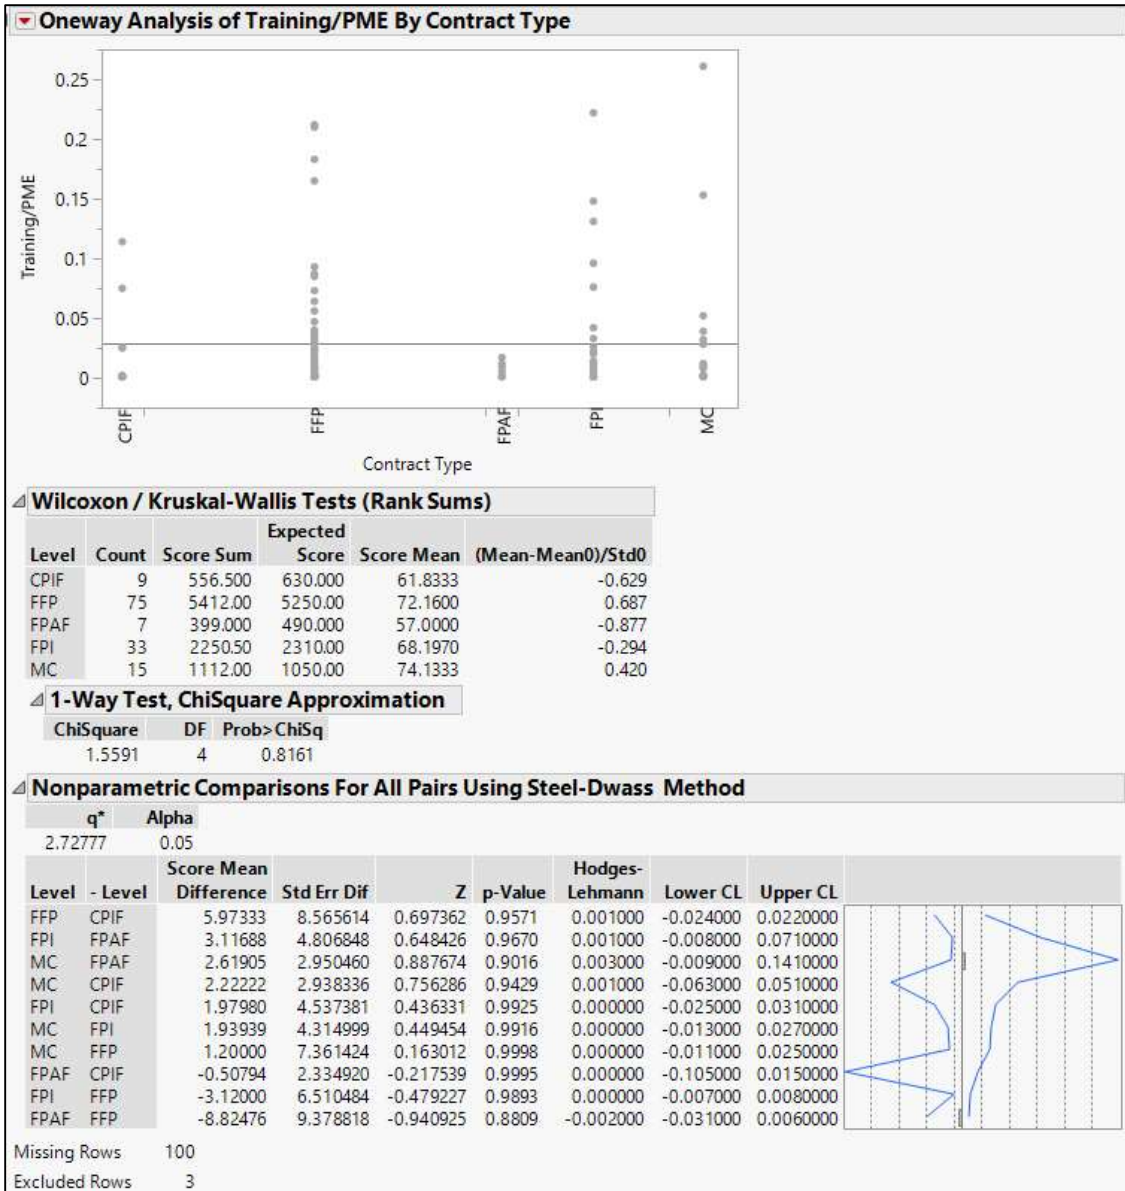 Oneway Analysis of Training/PME By Contract Type
0.25
0.2
0.15
0.1
0.05
0
Training/PME
CPIF
FFP
FPAF
FPI
MC
Contract Type
Wilcoxon / Kruskal-Wallis Tests (Rank Sums)
Level Count Score Sum Expected Score Score Mean (Mean-Mean0)/Std0
CPIF 9 556.500 630.000 61.8333 -0.629
FFP 75 5412.00 5250.00 72.1600 0.687
FPAF 7 399.000 490.000 57.0000 -0.877
FPI 33 2250.50 2310.00 68.1970 -0.294
MC 15 1112.00 1050.00 74.1333 0.420
1-Way Test, ChiSquare Approximation
ChiSquare DF Prob>ChiSq
1.5591 4 0.8161
Nonparametric Comparisons For All Pairs Using Steel-Dwass Method
q* Alpha
2.72777 0.05
Level - Level Score Mean Difference Std Err Dif Z p-Value Hodges-Lehmann Lower CL Upper CL
FFP CPIF 5.97333 8.565614 0.697362 0.9571 0.001000 -0.024000 0.0220000
FPI FPAF 3.11688 4.806848 0.648426 0.9670 0.001000 -0.008000 0.0710000
MC FPAF 2.61905 2.950460 0.887674 0.9016 0.003000 -0.009000 0.1410000
MC CPIF 2.22222 2.938336 0.756286 0.9429 0.001000 -0.063000 0.0510000
FPI CPIF 1.97980 4.537381 0.436331 0.9925 0.000000 -0.025000 0.0310000
MC FPI 1.93939 4.314999 0.449454 0.9916 0.000000 -0.013000 0.0270000
MC FFP 1.20000 7.361424 0.163012 0.9998 0.000000 -0.011000 0.0250000
FPAF CPIF -0.50794 2.334920 -0.217539 0.9995 0.000000 -0.105000 0.0150000
FPI FFP -3.12000 6.510484 -0.479227 0.9893 0.000000 -0.007000 0.0080000
FPAF FFP -8.82476 9.378818 -0.940925 0.8809 -0.002000 -0.031000 0.0060000
Missing Rows 100
Excluded Rows 3